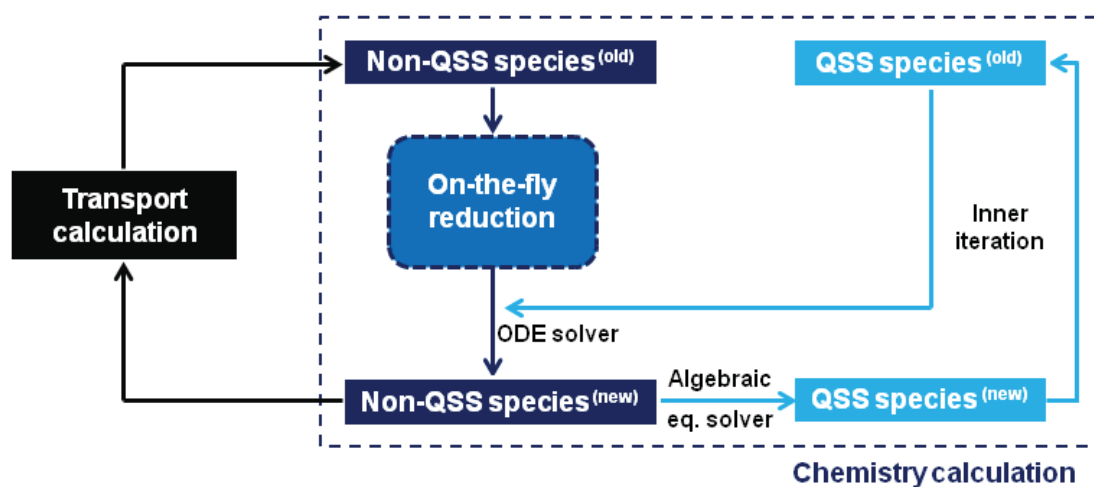 Non-QSS species (old)
QSS species (old)
On-the-fly
reduction
Transport
calculation
Inner
iteration
ODE solver
Non-QSS species (new)
Algebraic
eq. solver
QSS species (new)
Chemistry calculation